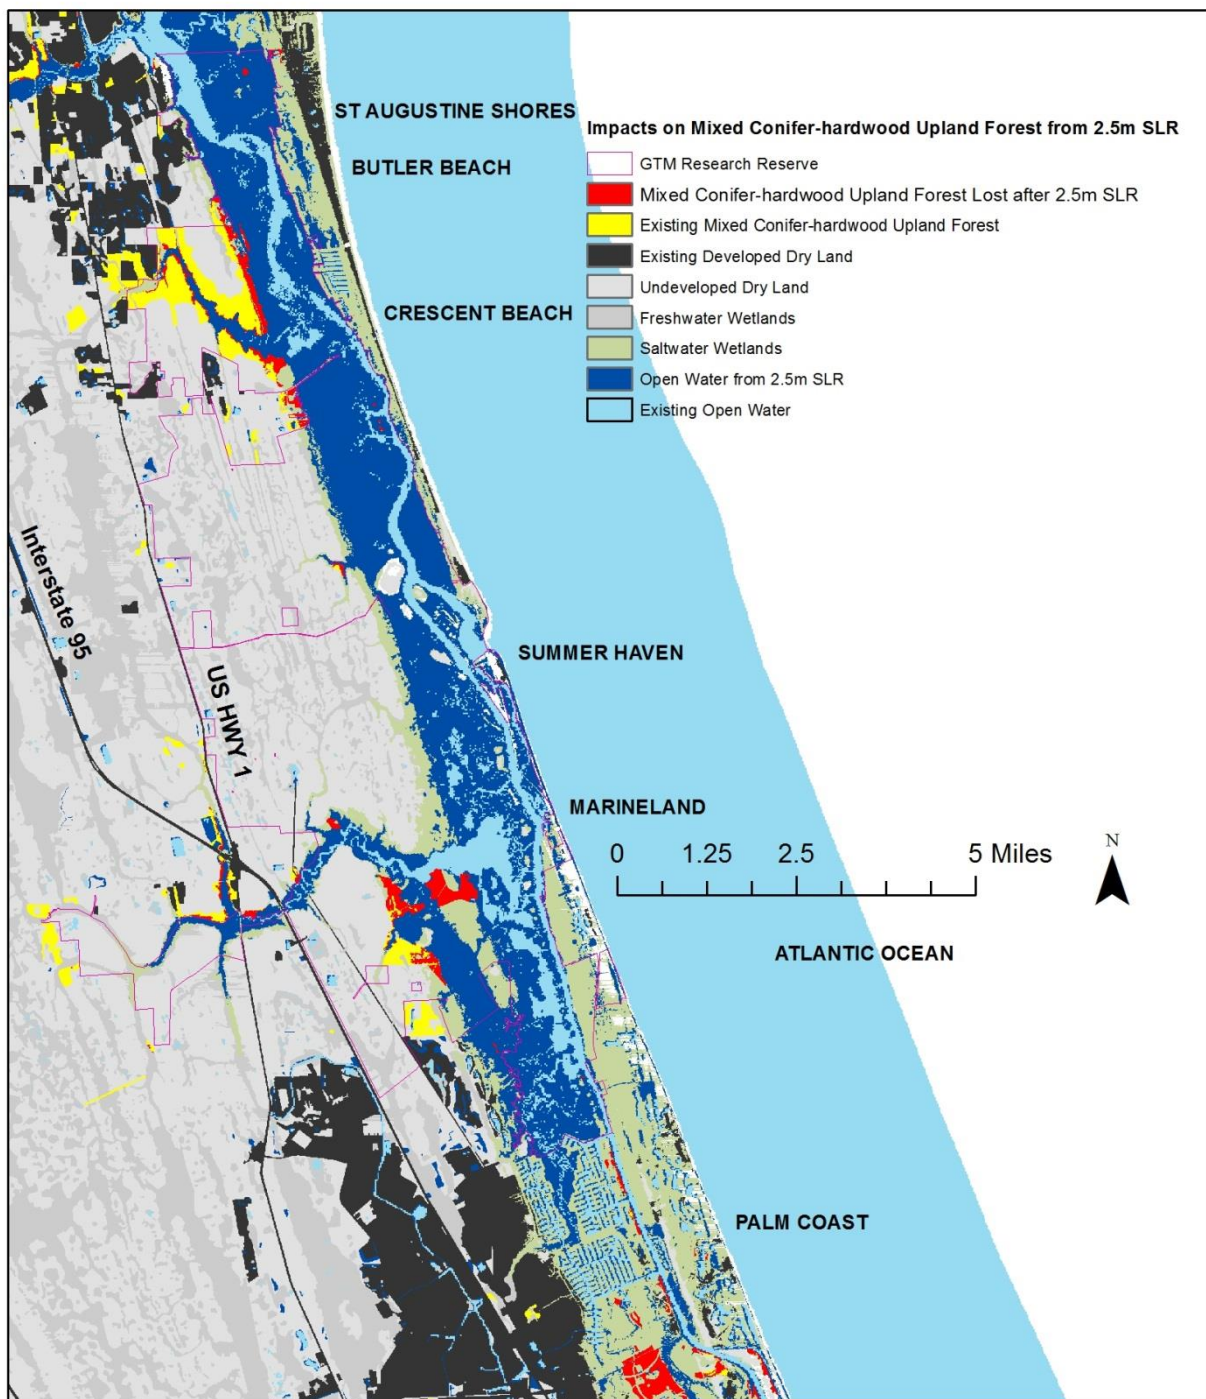 ST AUGUSTINE SHORES
BUTLER BEACH
CRESCENT BEACH
Impacts on Mixed Conifer-hardwood Upland Forest from 2.5m SLR
GTM Research Reserve
Mixed Conifer-hardwood Upland Forest Lost after 2.5m SLR
Existing Mixed Conifer-hardwood Upland Forest
Existing Developed Dry Land
Undeveloped Dry Land
Freshwater Wetlands
Saltwater Wetlands
Open Water from 2.5m SLR
Existing Open Water
Interstate 95
US HWY 1
SUMMER HAVEN
MARINELAND
0 1.25 2.5 5 Miles
N
ATLANTIC OCEAN
PALM COAST